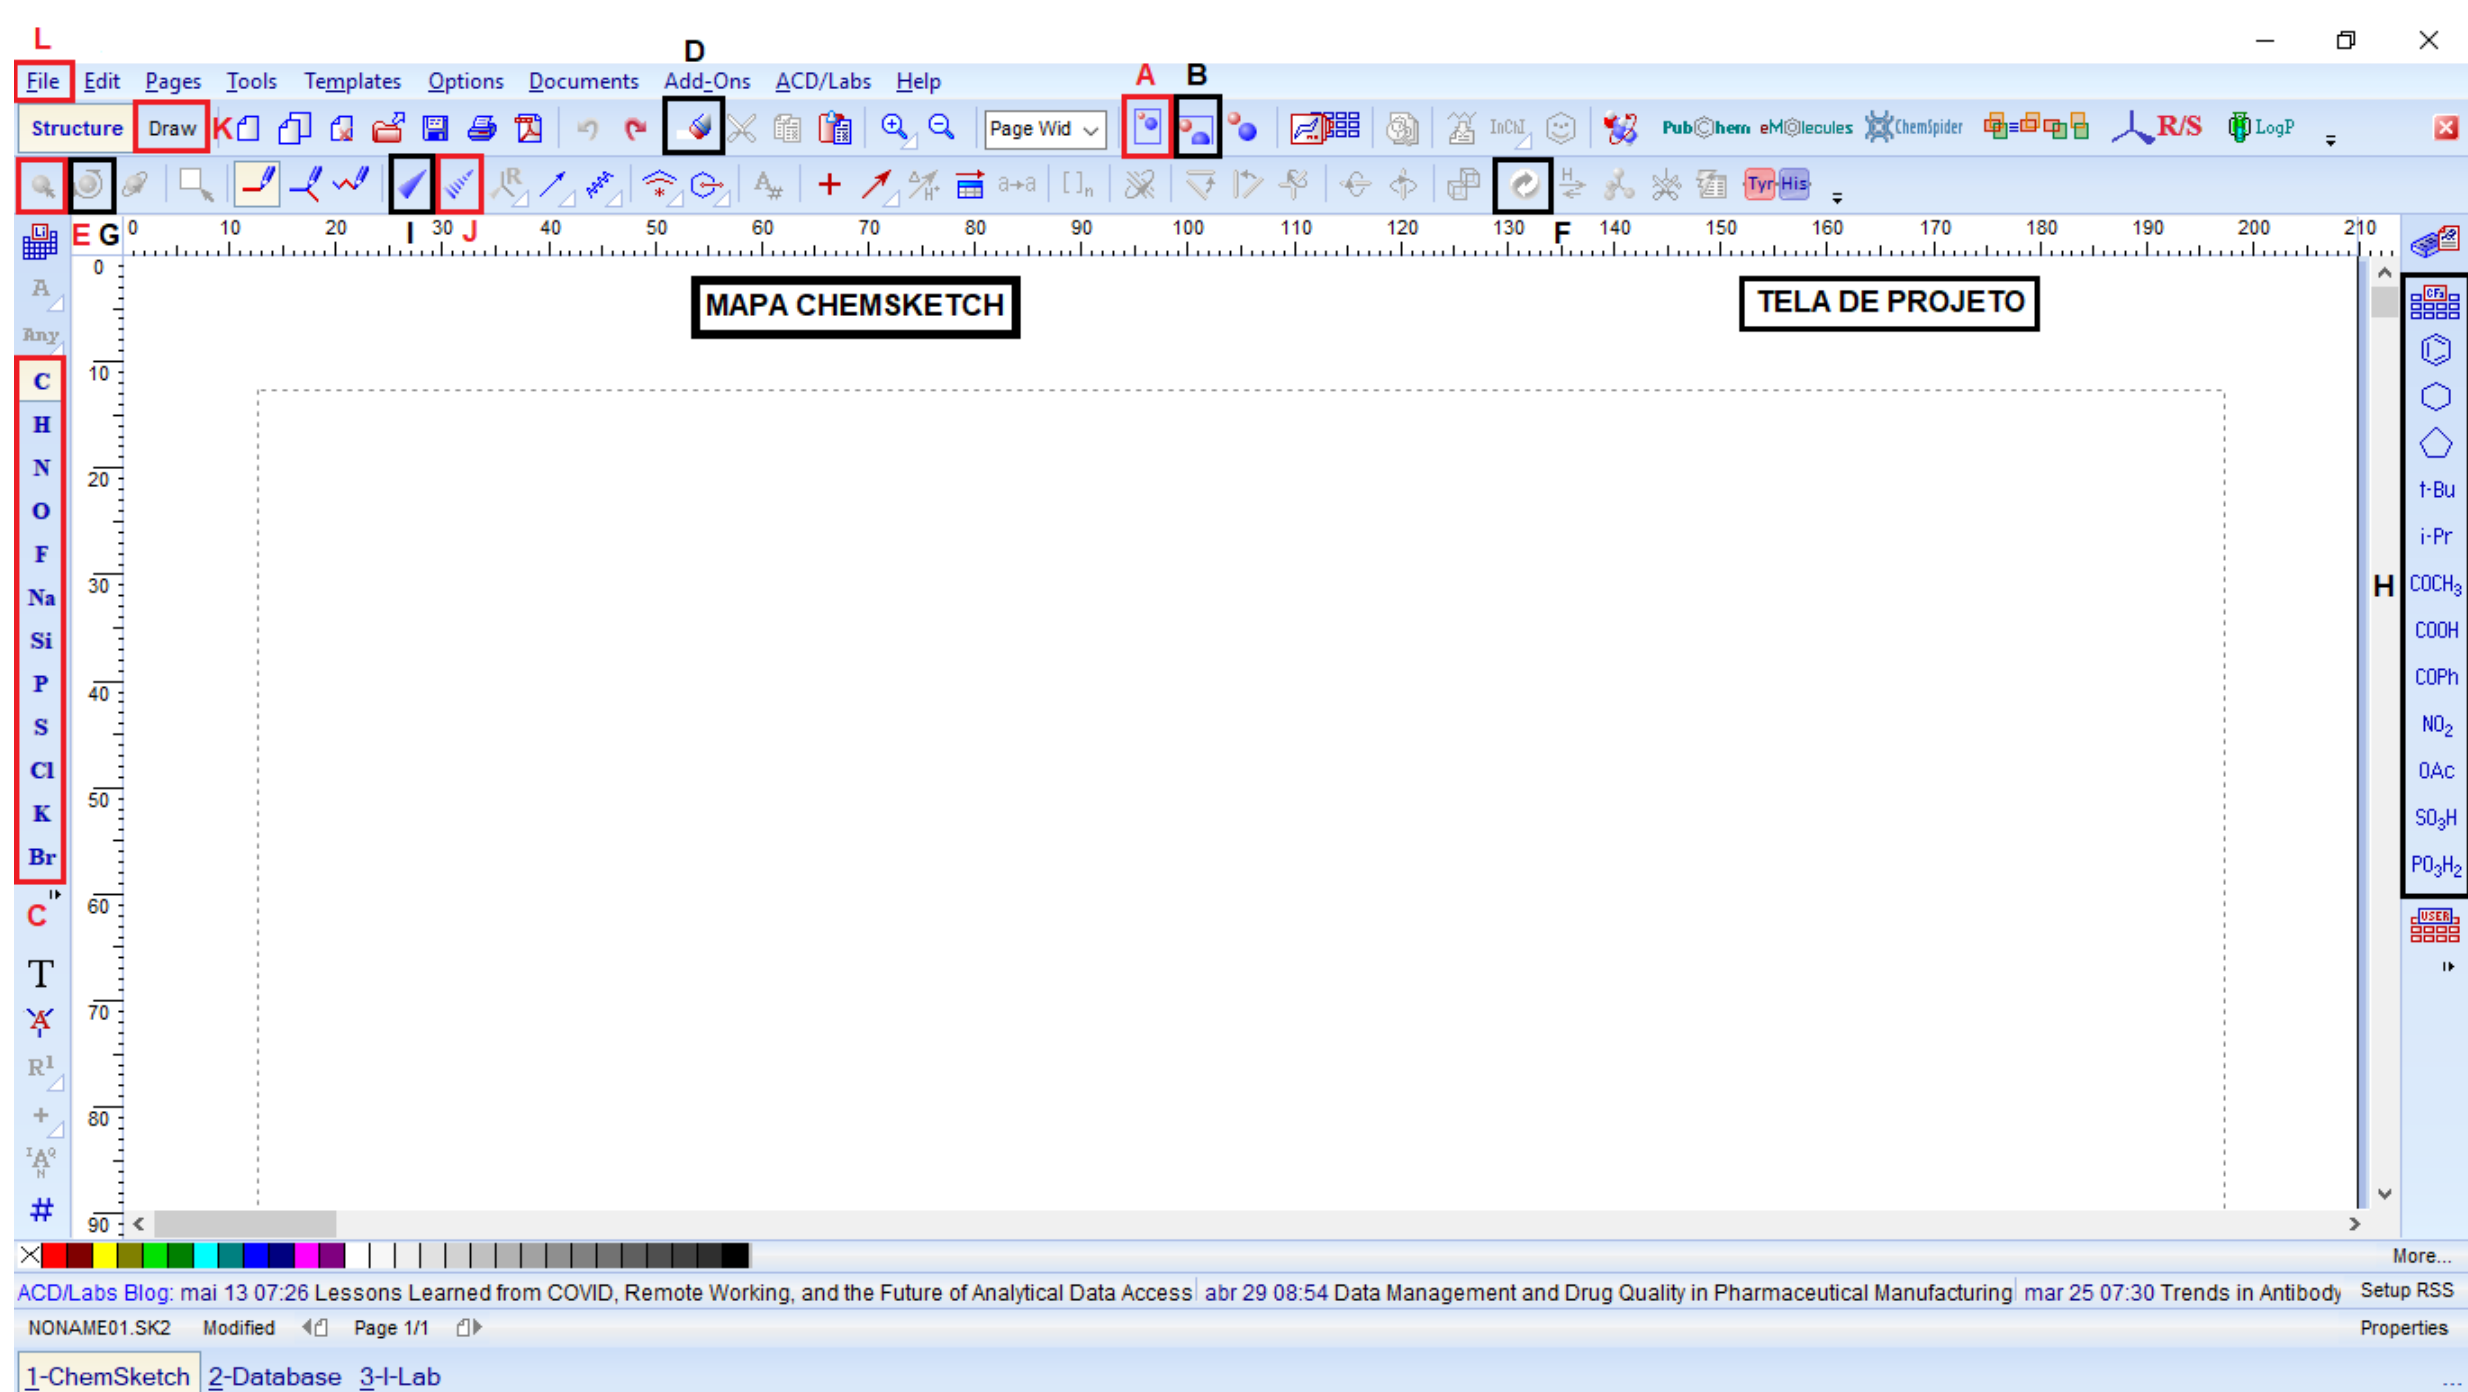 L
D
File Edit Pages Tools Templates Options Documents Add-Ons ACD/Labs Help A B
Structure Draw K Page Wid InChI PubChem eMolecules ChemSpider R/S LogP
R A# a→a [ ]n H Tyr His
Li E G 0 10 20 I 30 J 40 50 60 70 80 90 100 110 120 130 F 140 150 160 170 180 190 200 210
0
A
MAPA CHEMSKETCH TELA DE PROJETO
CF3
Any
C 10
H
N 20
t-Bu
O
i-Pr
F
Na 30 H COCH3
Si COOH
P 40 COPh
S NO2
Cl OAc
K 50 SO3H
Br PO3H2
C 60 USER
T
A 70
R1
+ 80
I A Q N
# 90
More...
ACD/Labs Blog: mai 13 07:26 Lessons Learned from COVID, Remote Working, and the Future of Analytical Data Access abr 29 08:54 Data Management and Drug Quality in Pharmaceutical Manufacturing mar 25 07:30 Trends in Antibody Setup RSS
NONAME01.SK2 Modified Page 1/1 Properties
1-ChemSketch 2-Database 3-I-Lab ...